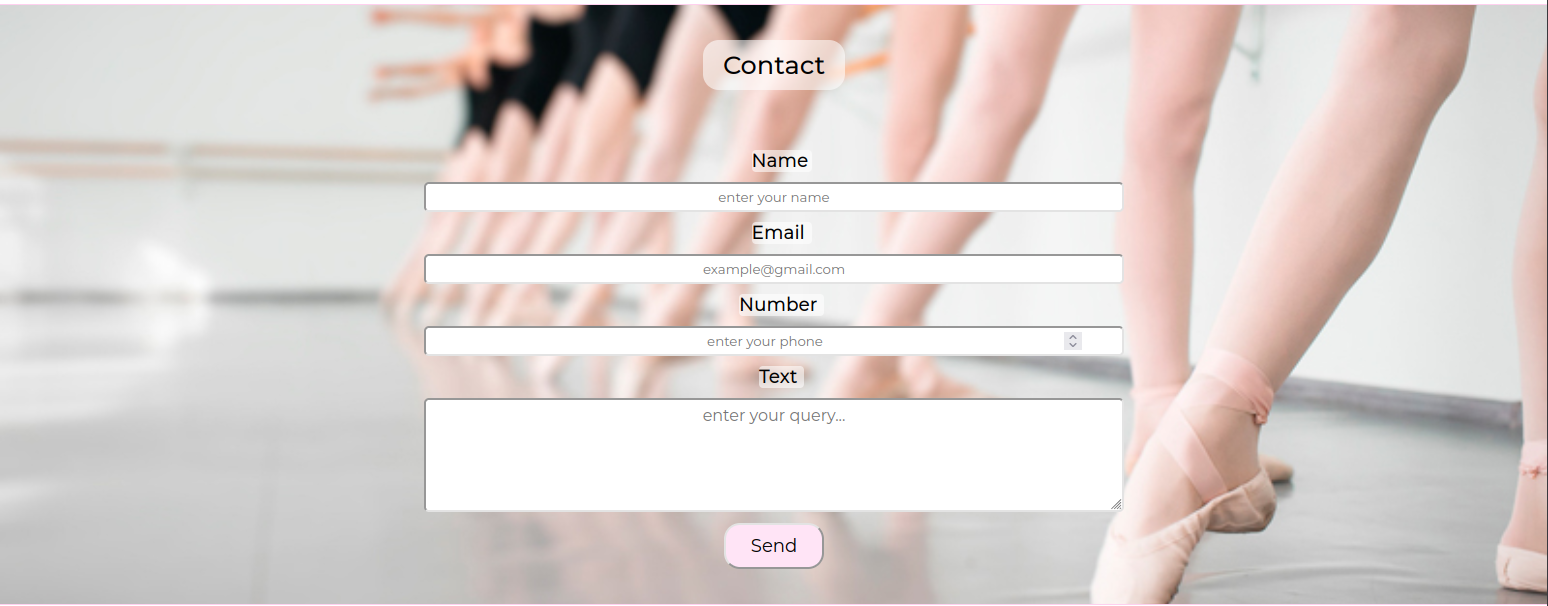 Contact
Name
enter your name
Email
example@gmail.com
Number
enter your phone
Text
enter your query...
Send